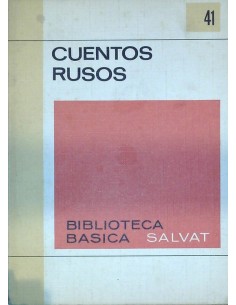 41
CUENTOS
RUSOS
BIBLIOTECA
BASICA SALVAT